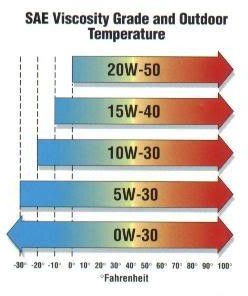 SAE Viscosity Grade and Outdoor
Temperature
20W-50
15W-40
10W-30
5W-30
0W-30
-30° -20° -10° 0° 10° 20° 30° 40° 50° 60° 70° 80° 90° 100°
°Fahrenheit